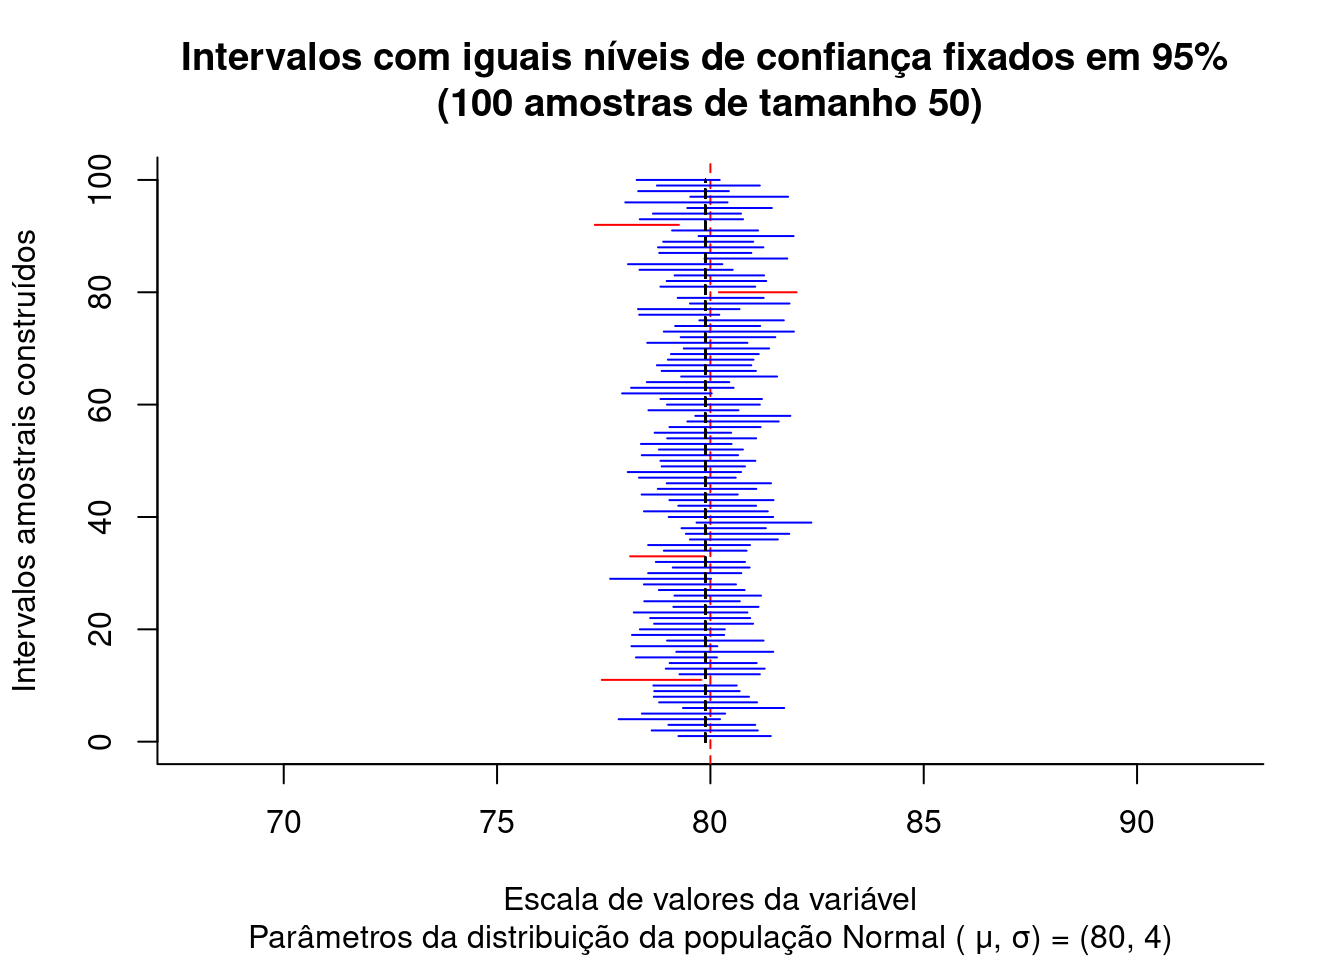 Intervalos com iguais níveis de confiança fixados em 95%
(100 amostras de tamanho 50)
Intervalos amostrais construídos
100
80
60
40
20
0
70 75 80 85 90
Escala de valores da variável
Parâmetros da distribuição da população Normal ( μ, σ) = (80, 4)